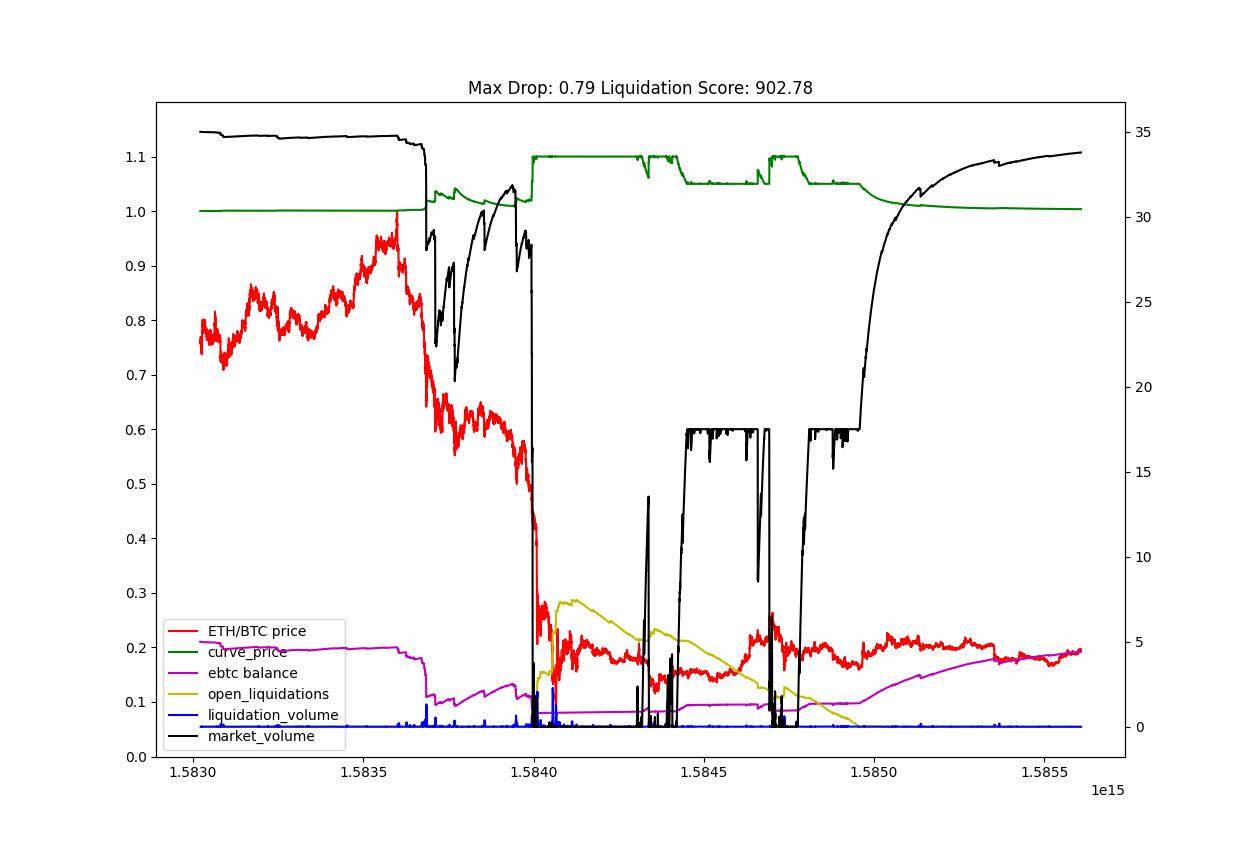 Max Drop: 0.79 Liquidation Score: 902.78
1.1
1.0
0.9
0.8
0.7
0.6
0.5
0.4
0.3
0.2
0.1
0.0
35
30
25
20
15
10
5
0
ETH/BTC price
curve_price
ebtc balance
open_liquidations
liquidation_volume
market_volume
1.5830 1.5835 1.5840 1.5845 1.5850 1.5855
1e15